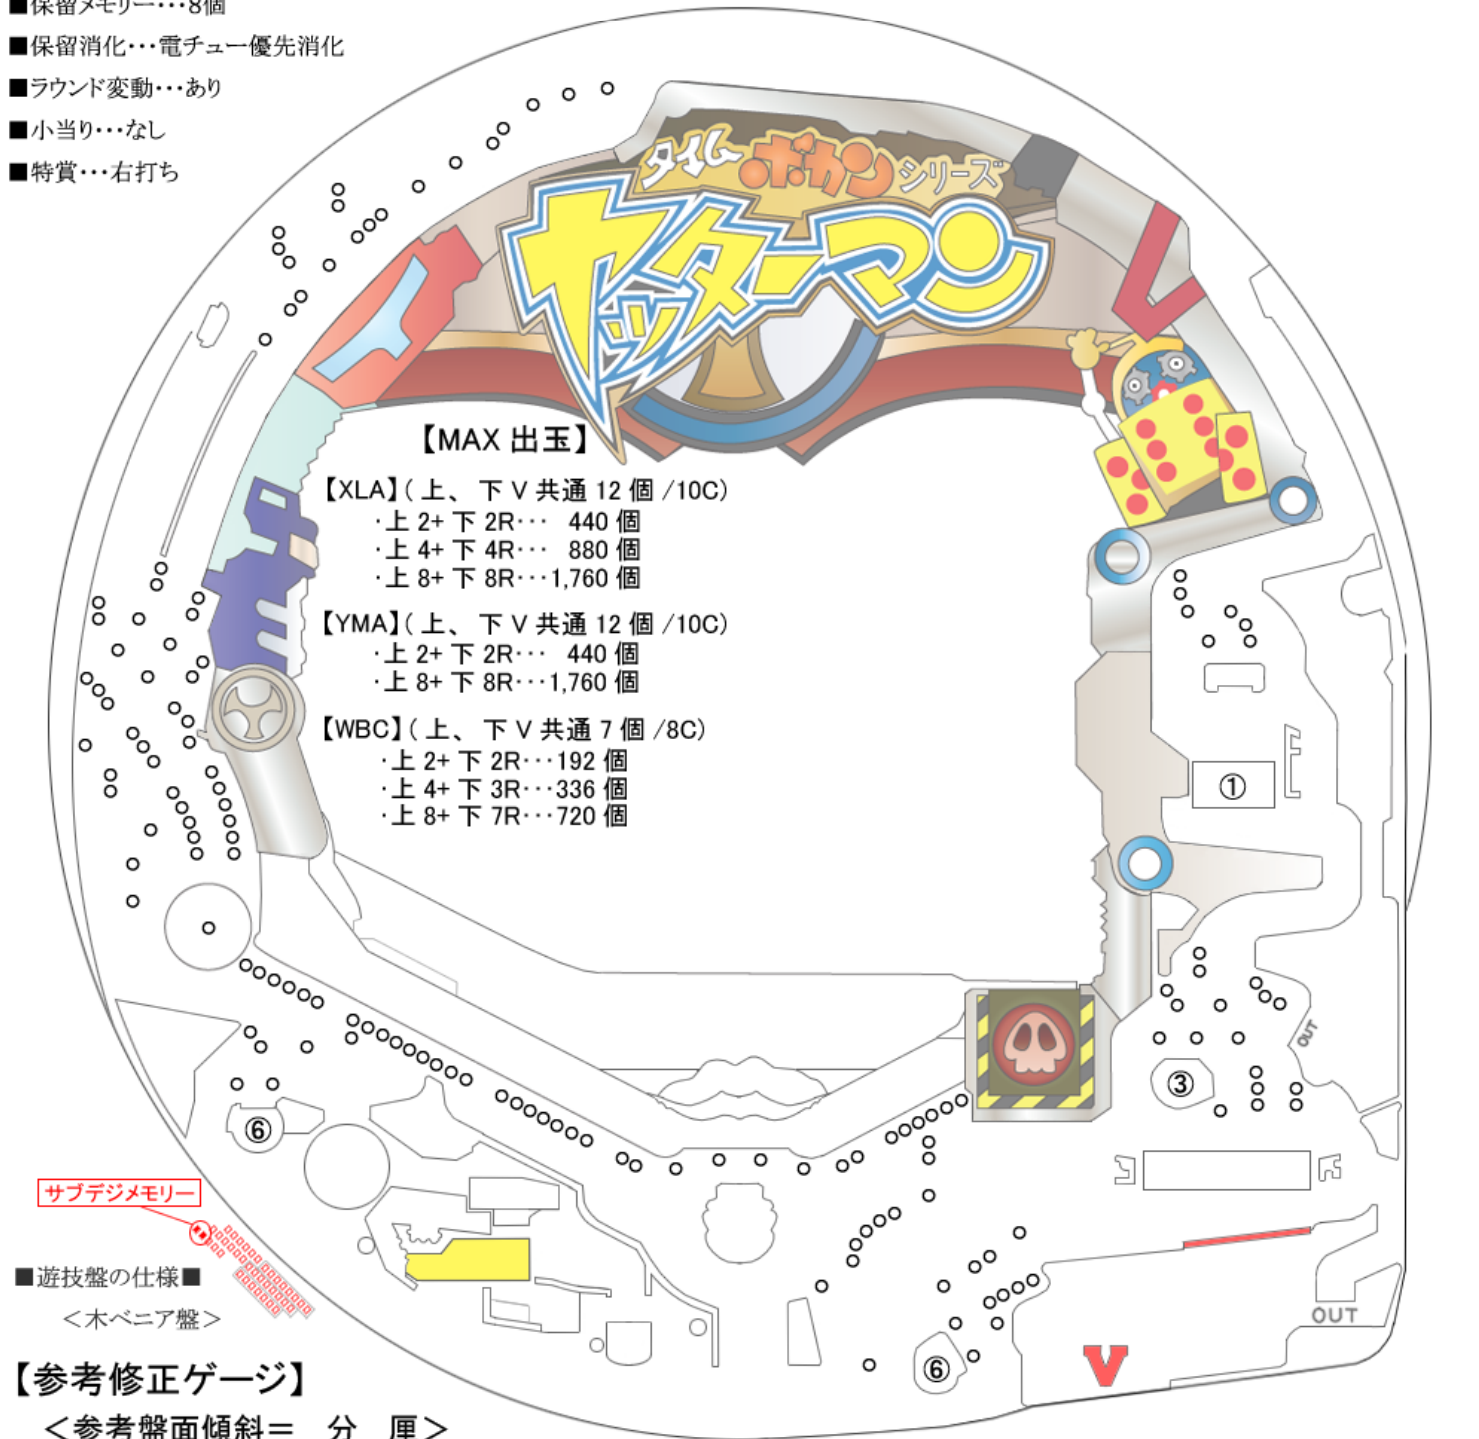 ■保留メモリー･･･8個
■保留消化･･･電チュー優先消化
■ラウンド変動･･･あり
■小当り･･･なし
■特賞･･･右打ち
タイムボカンシリーズ
ヤッターマン
【MAX 出玉】
【XLA】( 上、 下 V 共通 12 個 /10C)
･上 2+ 下 2R･･･ 440 個
･上 4+ 下 4R･･･ 880 個
･上 8+ 下 8R･･･1,760 個
【YMA】( 上、 下 V 共通 12 個 /10C)
･上 2+ 下 2R･･･ 440 個
･上 8+ 下 8R･･･1,760 個
【WBC】( 上、 下 V 共通 7 個 /8C)
･上 2+ 下 2R･･･192 個
･上 4+ 下 3R･･･336 個
･上 8+ 下 7R･･･720 個
①
OUT
③
⑥
サブデジメモリー
■遊技盤の仕様■
＜木ベニア盤＞
OUT
V
⑥
【参考修正ゲージ】
＜参考盤面傾斜＝ 分 厘＞